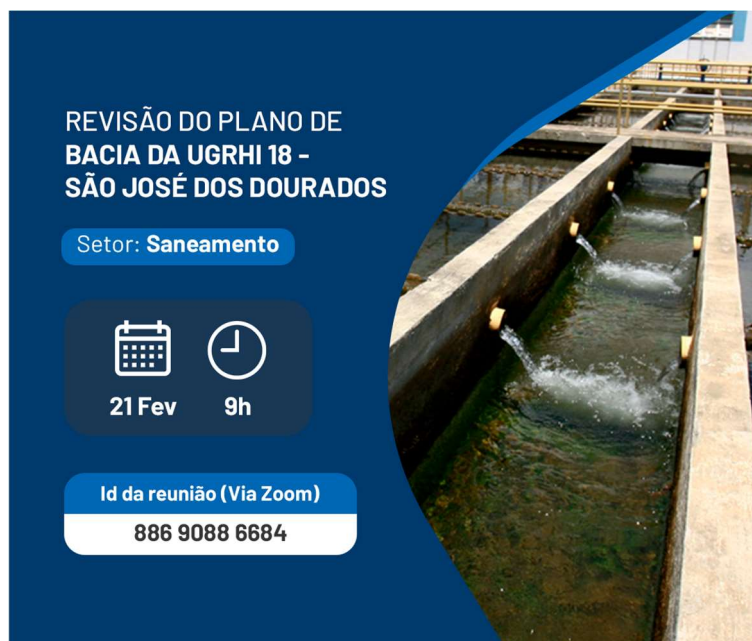 REVISÃO DO PLANO DE
BACIA DA UGRHI 18 -
SÃO JOSÉ DOS DOURADOS
Setor: Saneamento
21 Fev
9h
Id da reunião (Via Zoom)
886 9088 6684